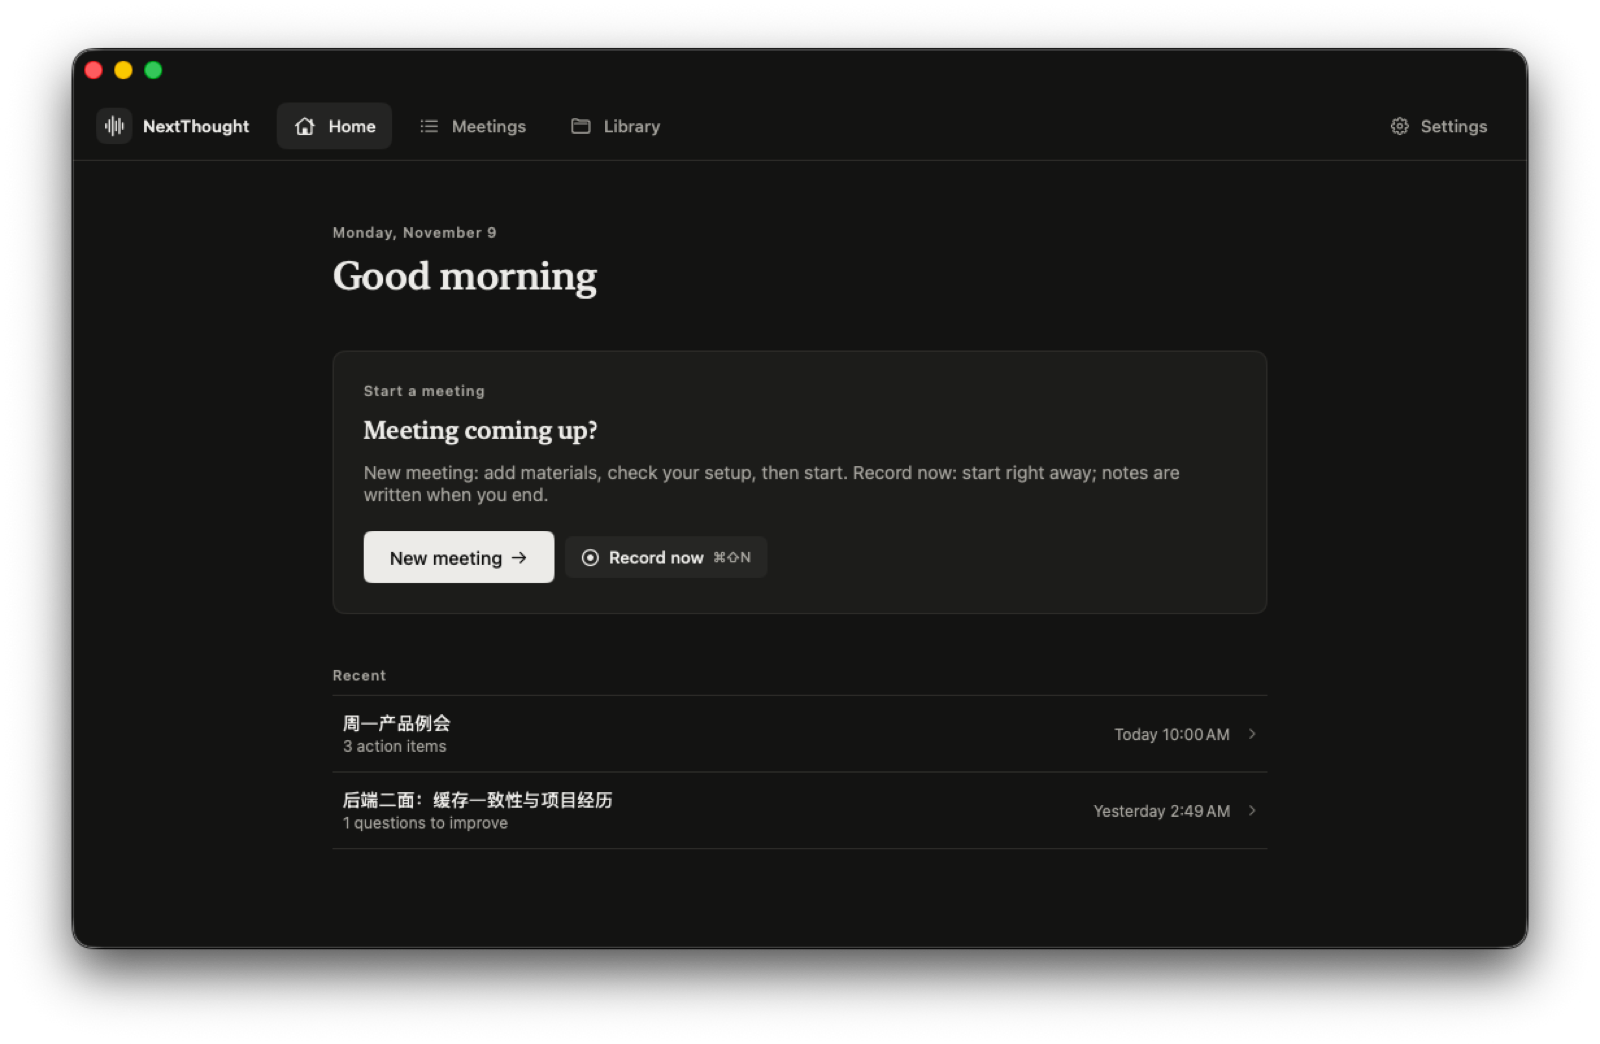 NextThought
Home
Meetings
Library
Settings
Monday, November 9
Good morning
Start a meeting
Meeting coming up?
New meeting: add materials, check your setup, then start. Record now: start right away; notes are
written when you end.
New meeting →
Record now ⌘⇧N
Recent
周一产品例会
3 action items
Today 10:00 AM
后端二面：缓存一致性与项目经历
1 questions to improve
Yesterday 2:49 AM